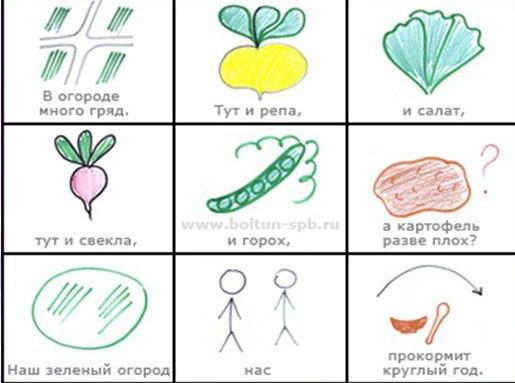 В огороде
много гряд.
Тут и репа,
и салат,
тут и свекла,
и горох,
а картофель
разве плох?
?
www.boltun-spb.ru
Наш зеленый огород
нас
прокормит
круглый год.